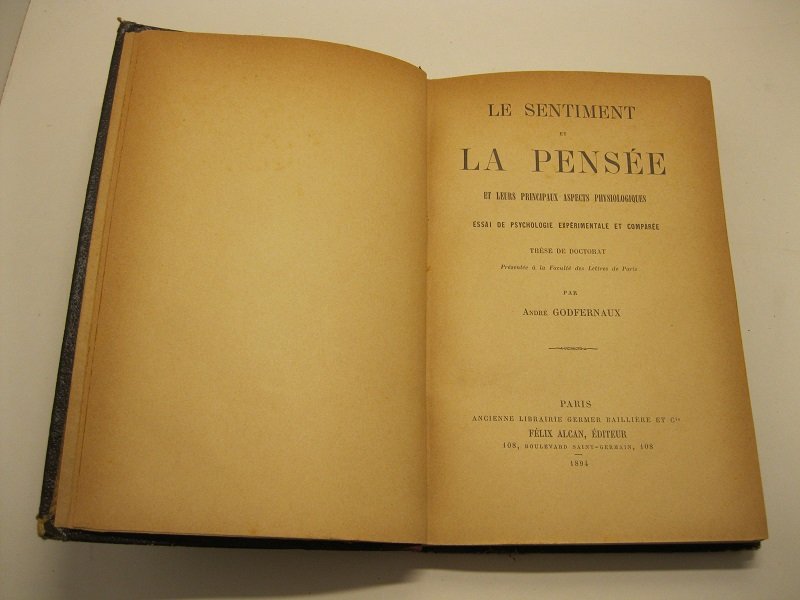 LE SENTIMENT
ET
LA PENSÉE
ET LEURS PRINCIPAUX ASPECTS PHYSIOLOGIQUES
ESSAI DE PSYCHOLOGIE EXPÉRIMENTALE ET COMPARÉE
THÈSE DE DOCTORAT
Présentée à la Faculté des Lettres de Paris
PAR
ANDRÉ GODFERNAUX
PARIS
ANCIENNE LIBRAIRIE GERMER BAILLIÈRE ET Cie
FÉLIX ALCAN, ÉDITEUR
108, BOULEVARD SAINT-GERMAIN, 108
1894